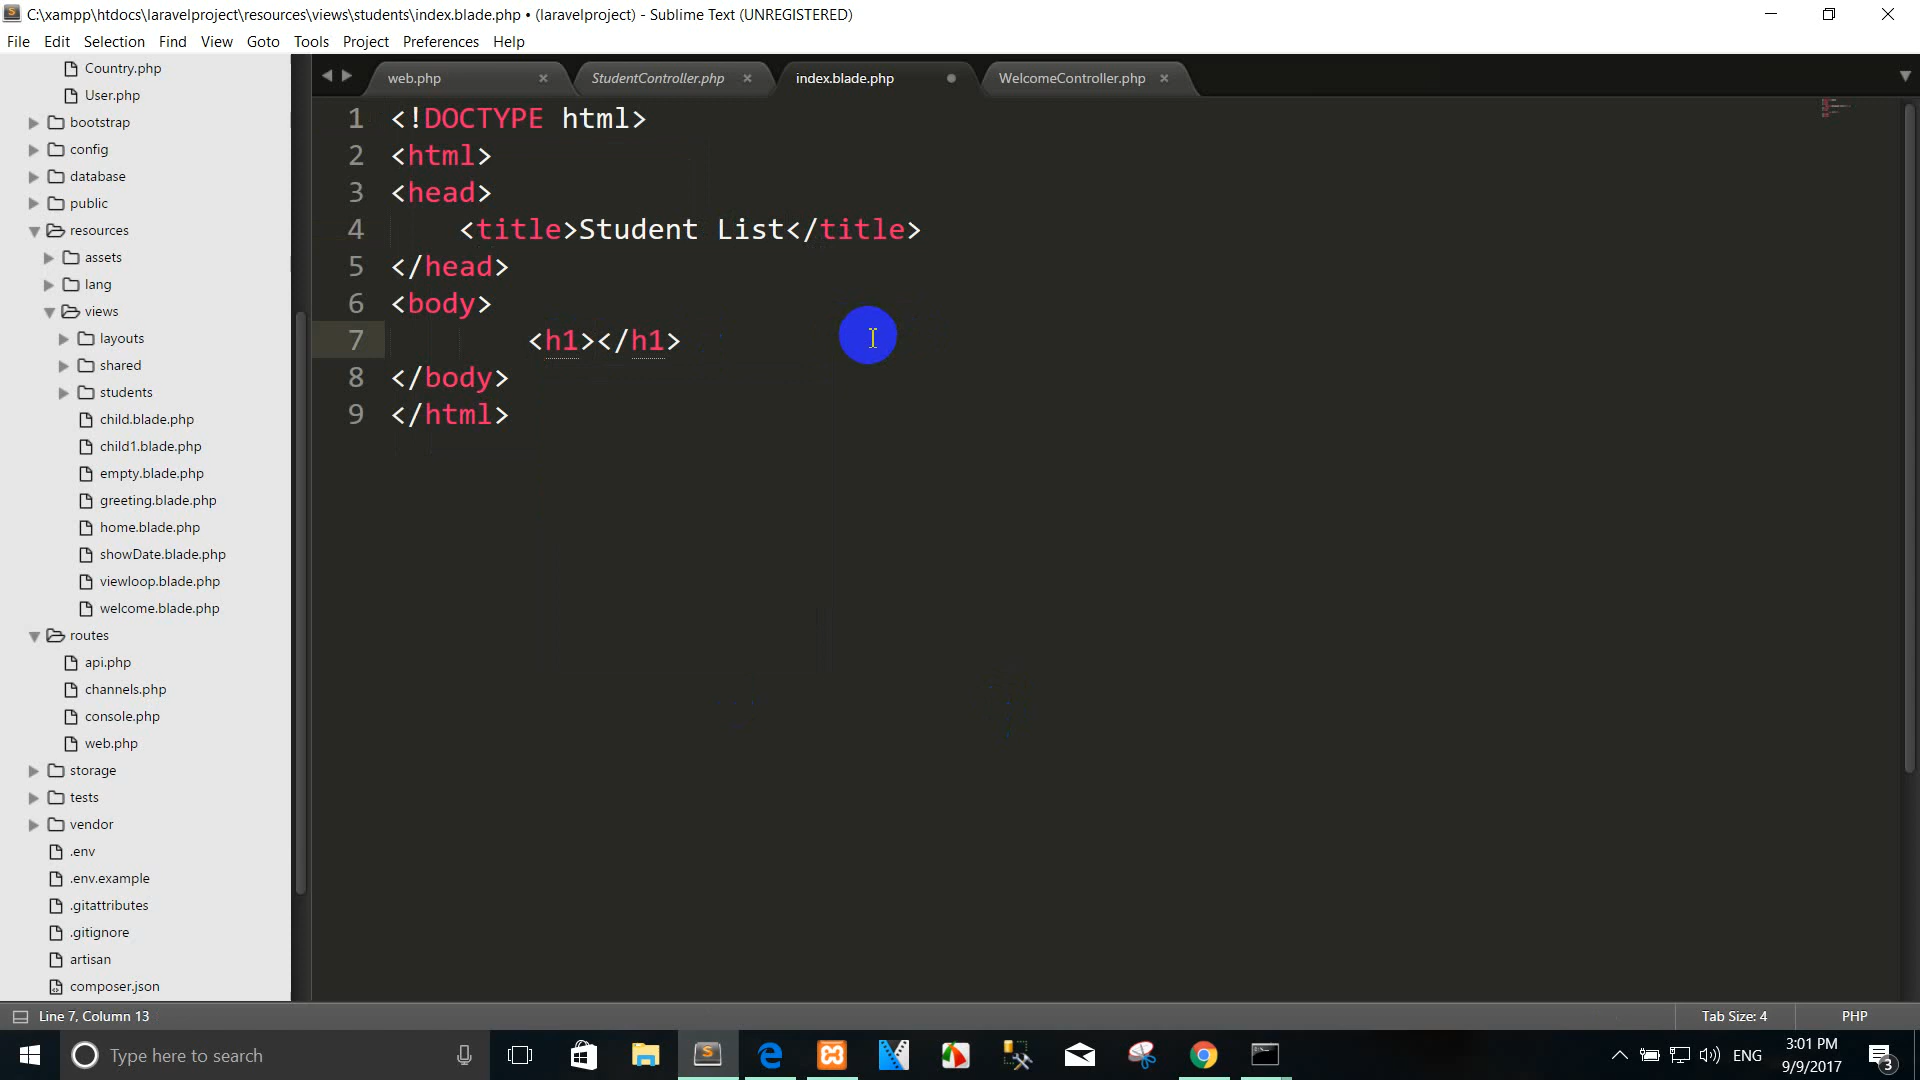 C:\xampp\htdocs\laravelproject\resources\views\students\index.blade.php • (laravelproject) - Sublime Text (UNREGISTERED)
File Edit Selection Find View Goto Tools Project Preferences Help
Country.php
User.php
bootstrap
config
database
public
resources
assets
lang
views
layouts
shared
students
child.blade.php
child1.blade.php
empty.blade.php
greeting.blade.php
home.blade.php
showDate.blade.php
viewloop.blade.php
welcome.blade.php
routes
api.php
channels.php
console.php
web.php
storage
tests
vendor
.env
.env.example
.gitattributes
.gitignore
artisan
composer.json
web.php StudentController.php index.blade.php WelcomeController.php
1 <!DOCTYPE html>
2 <html>
3 <head>
4 <title>Student List</title>
5 </head>
6 <body>
7 <h1></h1>
8 </body>
9 </html>
Line 7, Column 13 Tab Size: 4 PHP
Type here to search ENG 3:01 PM
9/9/2017 3